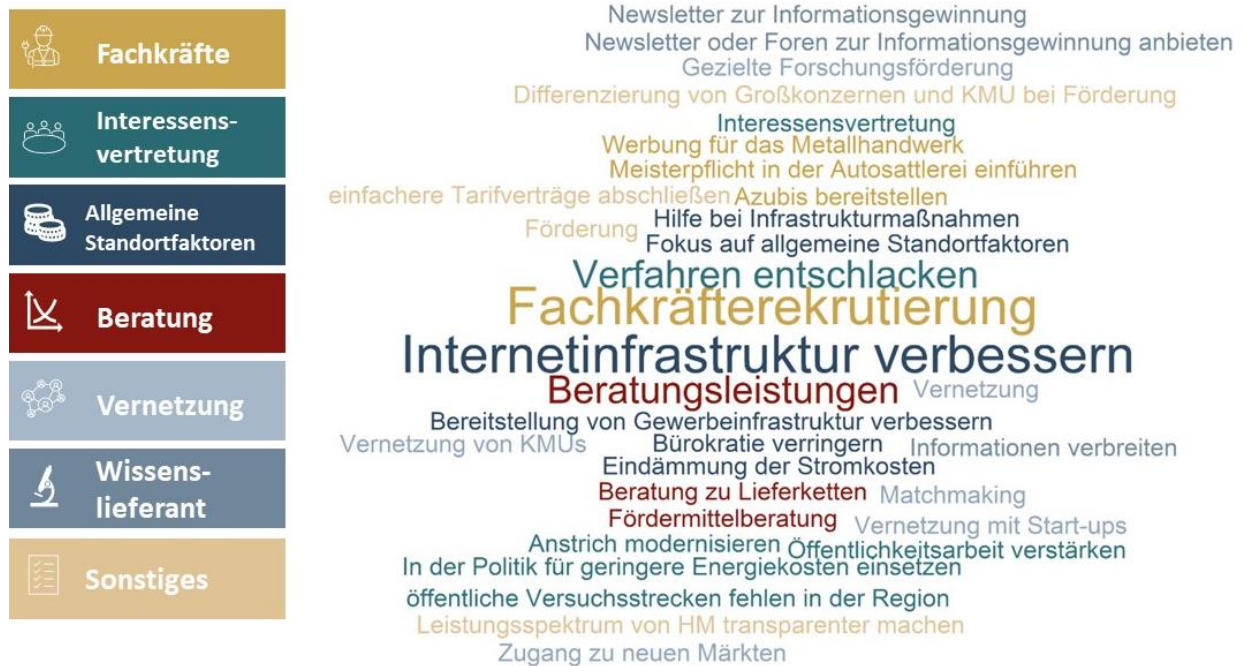 Fachkräfte
Interessens-
vertretung
Allgemeine
Standortfaktoren
Beratung
Vernetzung
Wissens-
lieferant
Sonstiges
Newsletter zur Informationsgewinnung
Newsletter oder Foren zur Informationsgewinnung anbieten
Gezielte Forschungsförderung
Differenzierung von Großkonzernen und KMU bei Förderung
Interessensvertretung
Werbung für das Metallhandwerk
Meisterpflicht in der Autosattlerei einführen
einfachere Tarifverträge abschließen Azubis bereitstellen
Förderung Hilfe bei Infrastrukturmaßnahmen
Fokus auf allgemeine Standortfaktoren
Verfahren entschlacken
Fachkräfterekrutierung
Internetinfrastruktur verbessern
Beratungsleistungen Vernetzung
Bereitstellung von Gewerbeinfrastruktur verbessern
Vernetzung von KMUs Bürokratie verringern Informationen verbreiten
Eindämmung der Stromkosten
Beratung zu Lieferketten Matchmaking
Fördermittelberatung Vernetzung mit Start-ups
Anstrich modernisieren Öffentlichkeitsarbeit verstärken
In der Politik für geringere Energiekosten einsetzen
öffentliche Versuchsstrecken fehlen in der Region
Leistungsspektrum von HM transparenter machen
Zugang zu neuen Märkten